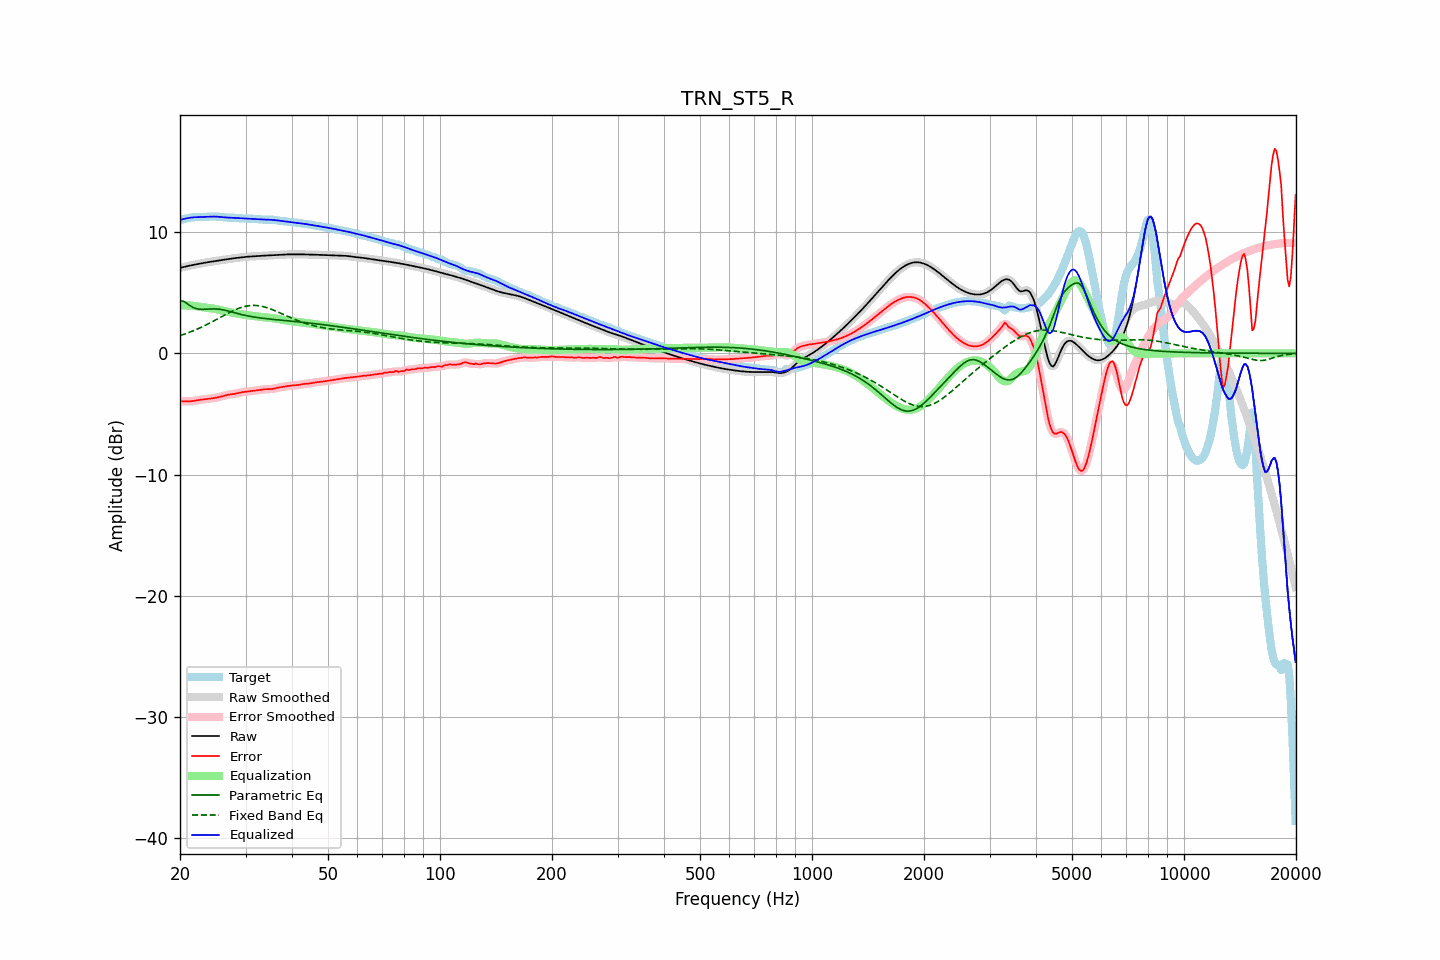 TRN_ST5_R
Amplitude (dBr)
10
0
−10
−20
−30
−40
Target
Raw Smoothed
Error Smoothed
Raw
Error
Equalization
Parametric Eq
Fixed Band Eq
Equalized
20 50 100 200 500 1000 2000 5000 10000 20000
Frequency (Hz)